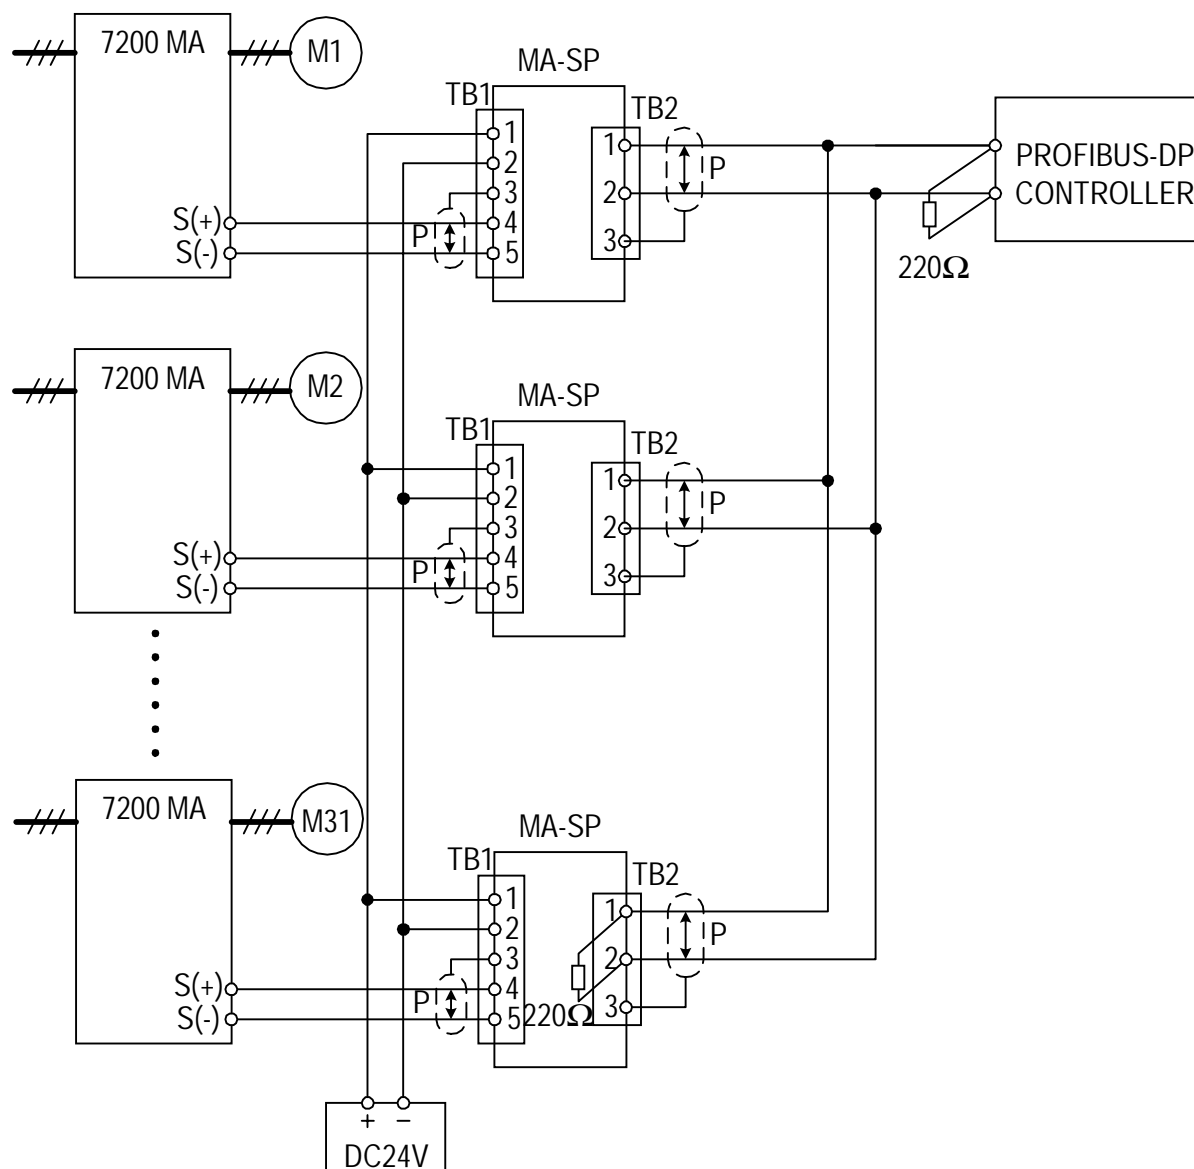 7200 MA
M1
MA-SP
TB1
TB2
1
2
3
4
5
1
2
3
P
S(+)
S(-)
P
PROFIBUS-DP
CONTROLLER
220Ω
7200 MA
M2
MA-SP
TB1
TB2
1
2
3
4
5
1
2
3
P
S(+)
S(-)
P
7200 MA
M31
MA-SP
TB1
TB2
1
2
3
4
5
1
2
3
P
S(+)
S(-)
P
220Ω
+ −
DC24V